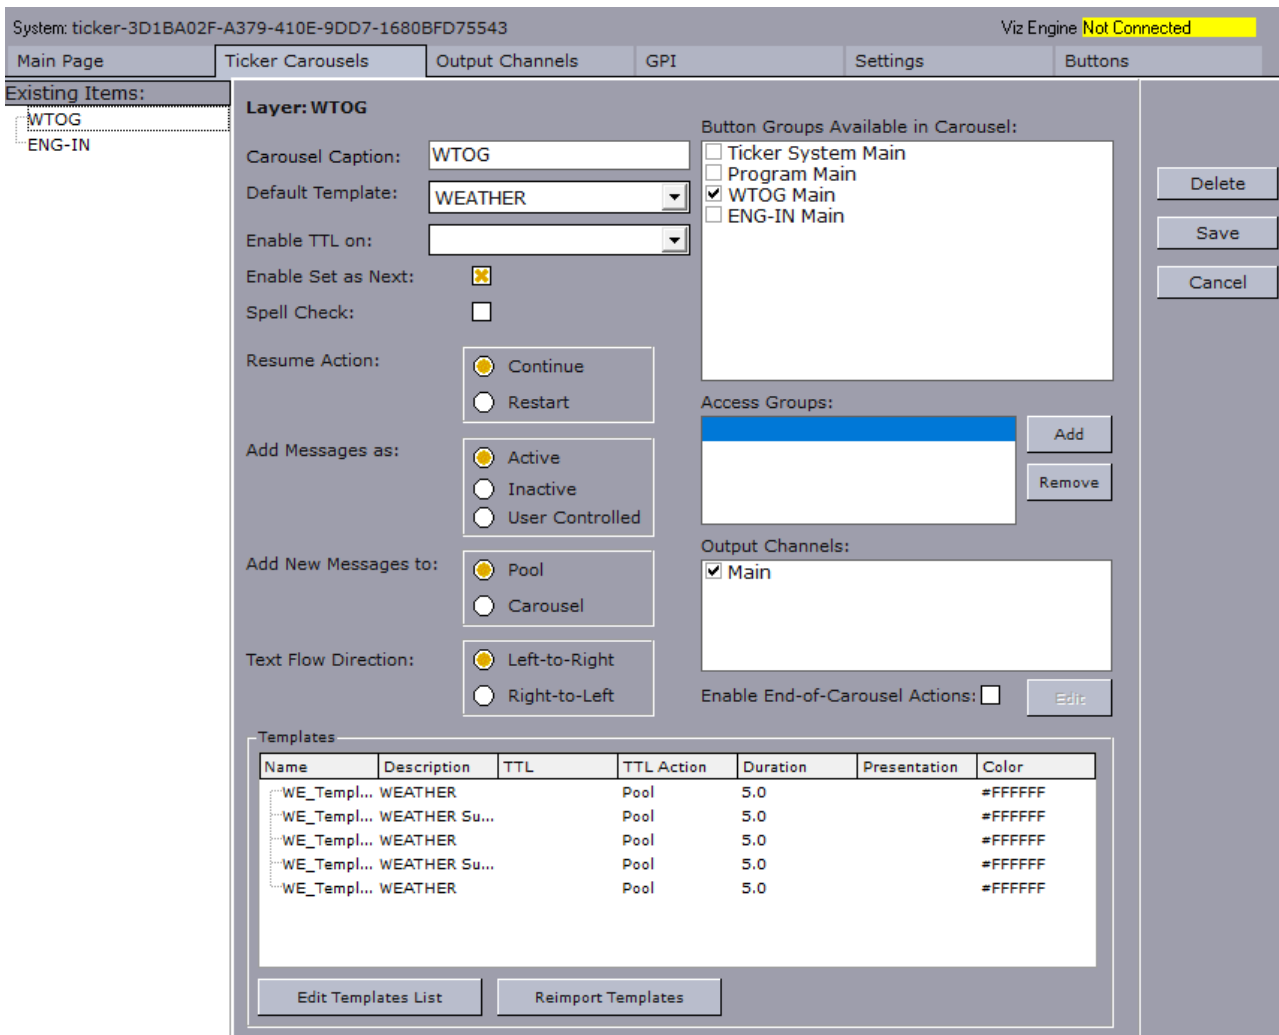 System: ticker-3D1BA02F-A379-410E-9DD7-1680BFD75543 Viz Engine Not Connected
Main Page Ticker Carousels Output Channels GPI Settings Buttons
Existing Items:
WTOG
ENG-IN
Layer: WTOG
Carousel Caption: WTOG
Default Template: WEATHER
Enable TTL on:
Enable Set as Next:
Spell Check:
Resume Action:
Continue
Restart
Add Messages as:
Active
Inactive
User Controlled
Add New Messages to:
Pool
Carousel
Text Flow Direction:
Left-to-Right
Right-to-Left
Button Groups Available in Carousel:
Ticker System Main
Program Main
WTOG Main
ENG-IN Main
Access Groups:
Add
Remove
Output Channels:
Main
Enable End-of-Carousel Actions: Edit
Delete
Save
Cancel
Templates
Name Description TTL TTL Action Duration Presentation Color
WE_Templ... WEATHER Pool 5.0 #FFFFFF
WE_Templ... WEATHER Su... Pool 5.0 #FFFFFF
WE_Templ... WEATHER Pool 5.0 #FFFFFF
WE_Templ... WEATHER Su... Pool 5.0 #FFFFFF
WE_Templ... WEATHER Pool 5.0 #FFFFFF
Edit Templates List Reimport Templates